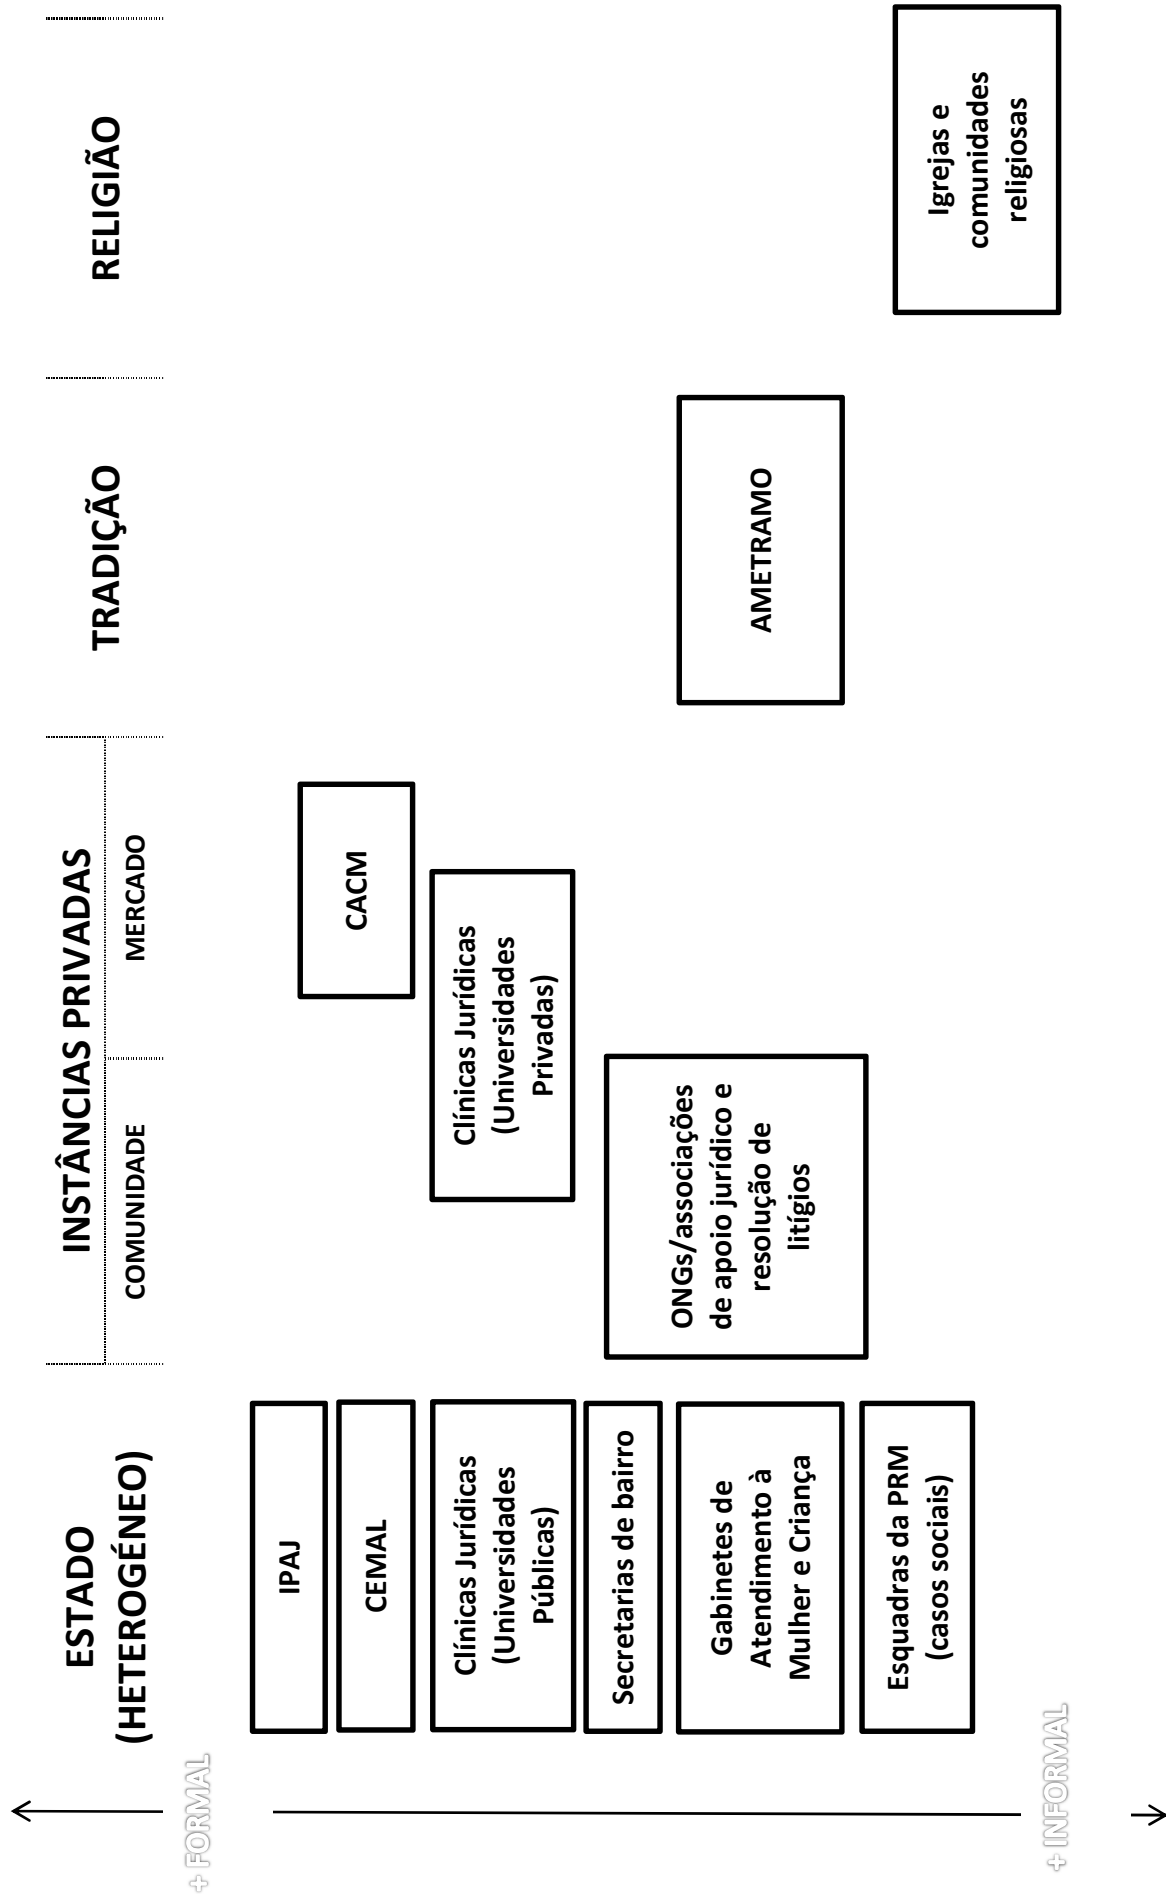 ESTADO
(HETEROGÉNEO)
INSTÂNCIAS PRIVADAS
COMUNIDADE
MERCADO
TRADIÇÃO
RELIGIÃO
+ FORMAL
IPAJ
CEMAL
CACM
Clínicas Jurídicas
(Universidades
Públicas)
Clínicas Jurídicas
(Universidades
Privadas)
Secretarias de bairro
ONGs/associações
de apoio jurídico e
resolução de
litígios
Gabinetes de
Atendimento à
Mulher e Criança
AMETRAMO
Esquadras da PRM
(casos sociais)
Igrejas e
comunidades
religiosas
+ INFORMAL